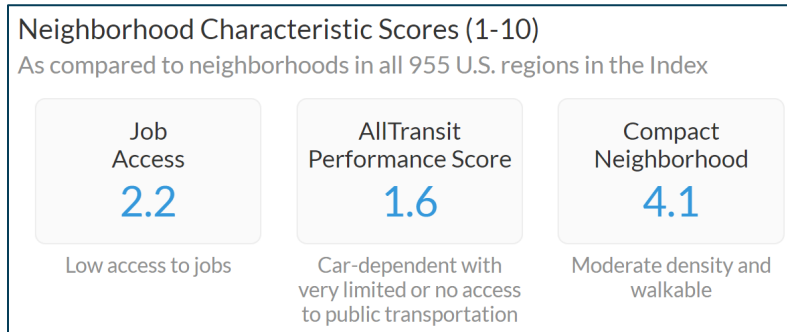 Neighborhood Characteristic Scores (1-10)
As compared to neighborhoods in all 955 U.S. regions in the Index
Job
Access
2.2
Low access to jobs
AllTransit
Performance Score
1.6
Car-dependent with
very limited or no access
to public transportation
Compact
Neighborhood
4.1
Moderate density and
walkable